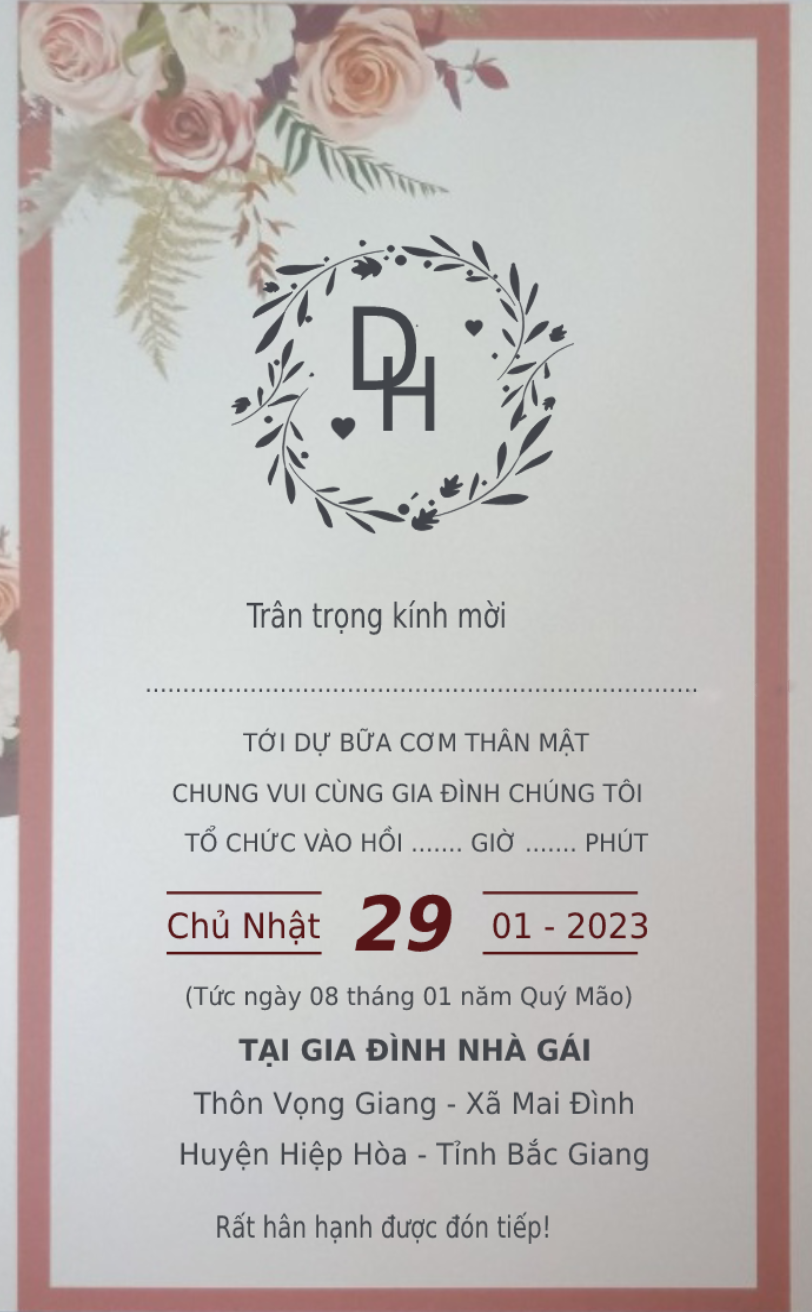 DH
Trân trọng kính mời
............................................................................
TỚI DỰ BỮA CƠM THÂN MẬT
CHUNG VUI CÙNG GIA ĐÌNH CHÚNG TÔI
TỔ CHỨC VÀO HỒI ....... GIỜ ....... PHÚT
Chủ Nhật 29 01 - 2023
(Tức ngày 08 tháng 01 năm Quý Mão)
TẠI GIA ĐÌNH NHÀ GÁI
Thôn Vọng Giang - Xã Mai Đình
Huyện Hiệp Hòa - Tỉnh Bắc Giang
Rất hân hạnh được đón tiếp!